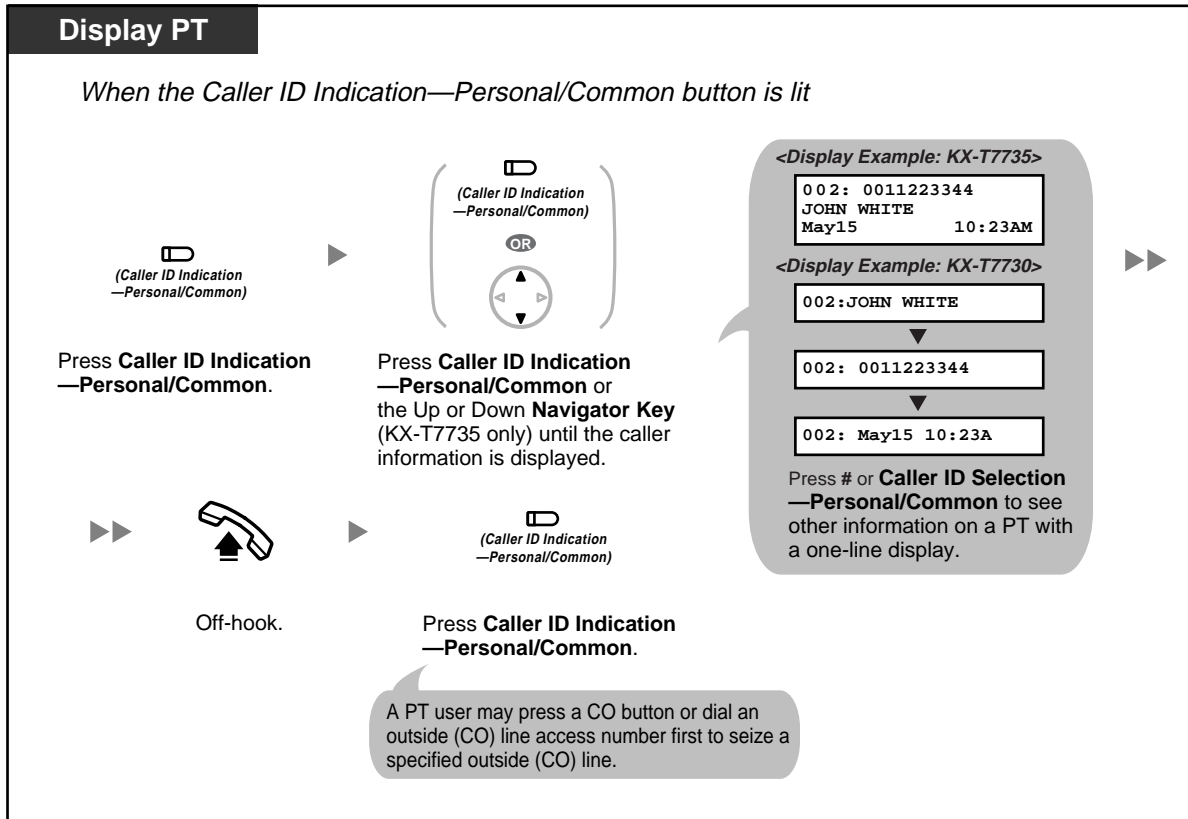 Display PT
When the Caller ID Indication—Personal/Common button is lit
(Caller ID Indication
—Personal/Common)
Press Caller ID Indication
—Personal/Common.
(Caller ID Indication
—Personal/Common)
OR
Press Caller ID Indication
—Personal/Common or
the Up or Down Navigator Key
(KX-T7735 only) until the caller
information is displayed.
<Display Example: KX-T7735>
002: 0011223344
JOHN WHITE
May15 10:23AM
<Display Example: KX-T7730>
002:JOHN WHITE
002: 0011223344
002: May15 10:23A
Press # or Caller ID Selection
—Personal/Common to see
other information on a PT with
a one-line display.
Off-hook.
(Caller ID Indication
—Personal/Common)
Press Caller ID Indication
—Personal/Common.
A PT user may press a CO button or dial an
outside (CO) line access number first to seize a
specified outside (CO) line.